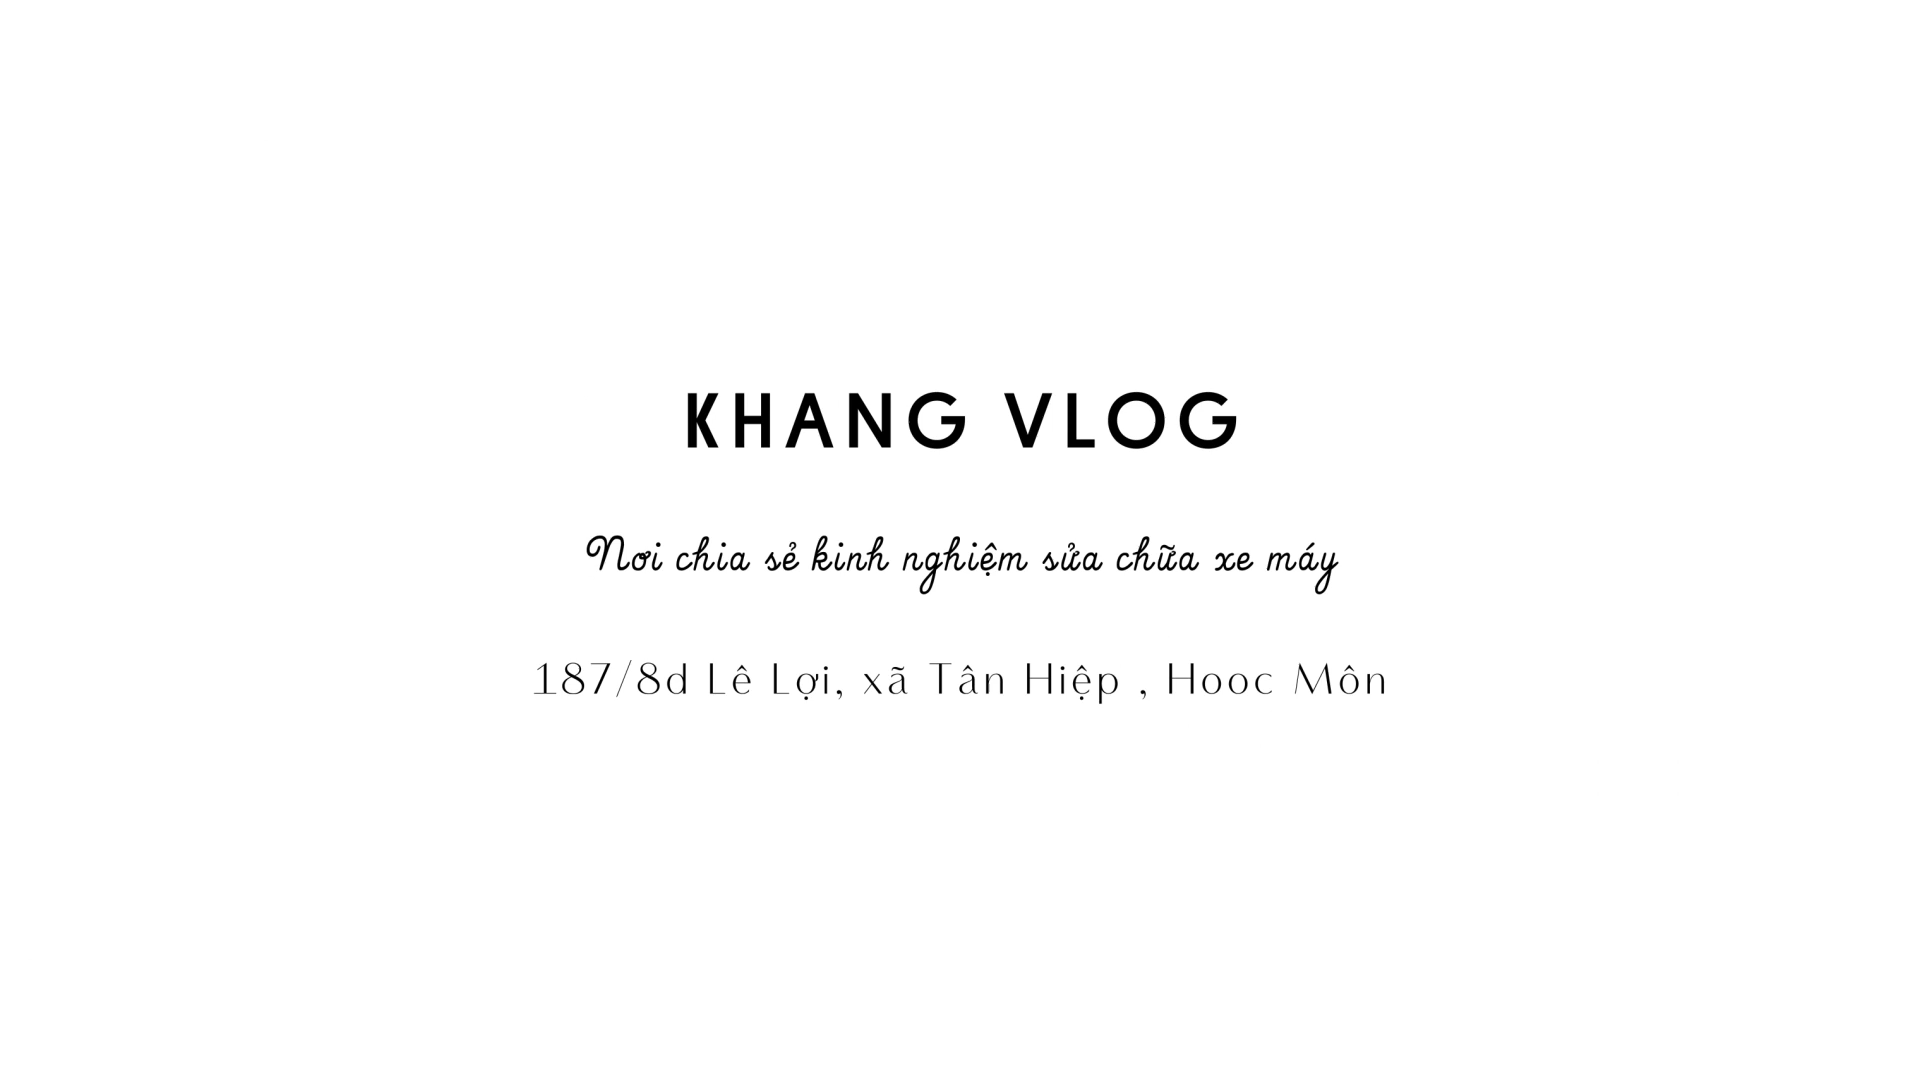 KHANG VLOG
Nơi chia sẻ kinh nghiệm sửa chữa xe máy
187/8d Lê Lợi, xã Tân Hiệp , Hooc Môn